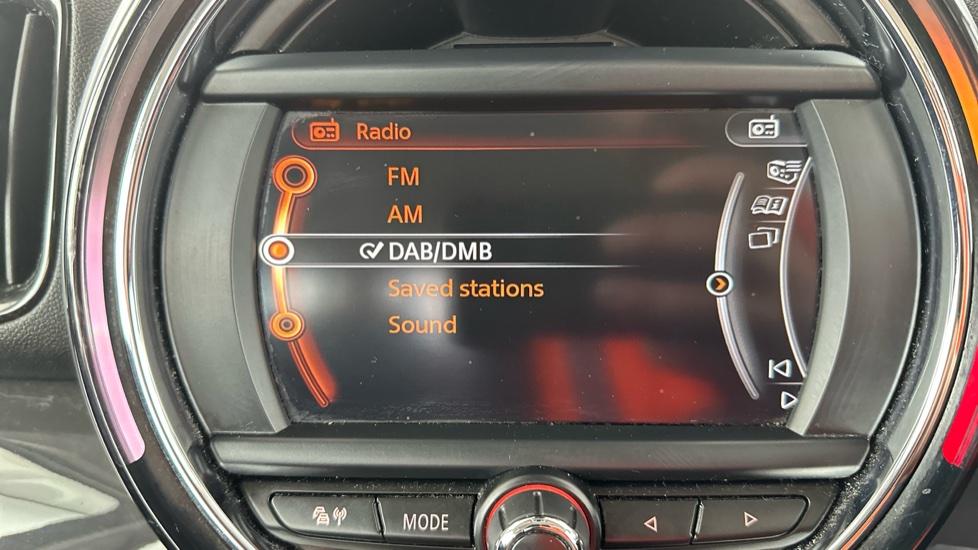 Radio
FM
AM
DAB/DMB
Saved stations
Sound
MODE